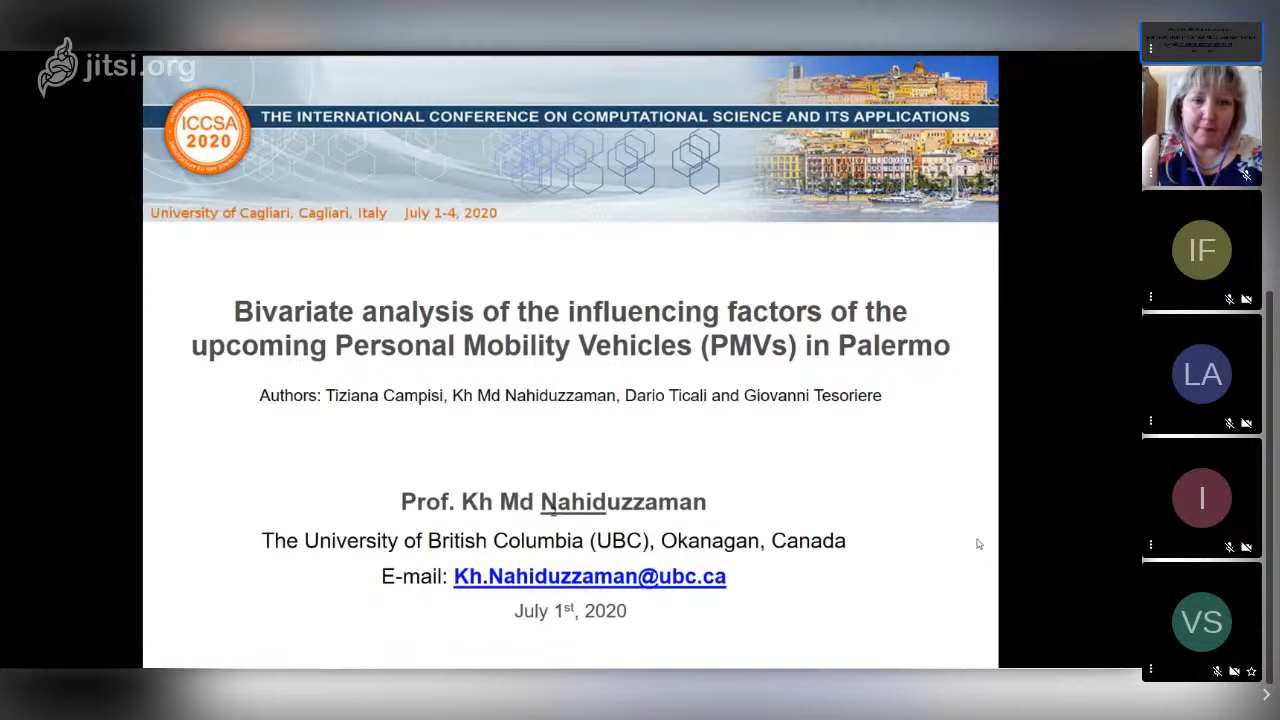 jitsi.org
ICCSA
2020
THE INTERNATIONAL CONFERENCE ON COMPUTATIONAL SCIENCE AND ITS APPLICATIONS
University of Cagliari, Cagliari, Italy July 1-4, 2020
Bivariate analysis of the influencing factors of the
upcoming Personal Mobility Vehicles (PMVs) in Palermo
Authors: Tiziana Campisi, Kh Md Nahiduzzaman, Dario Ticali and Giovanni Tesoriere
Prof. Kh Md Nahiduzzaman
The University of British Columbia (UBC), Okanagan, Canada
E-mail: Kh.Nahiduzzaman@ubc.ca
July 1st, 2020
IF
LA
I
VS